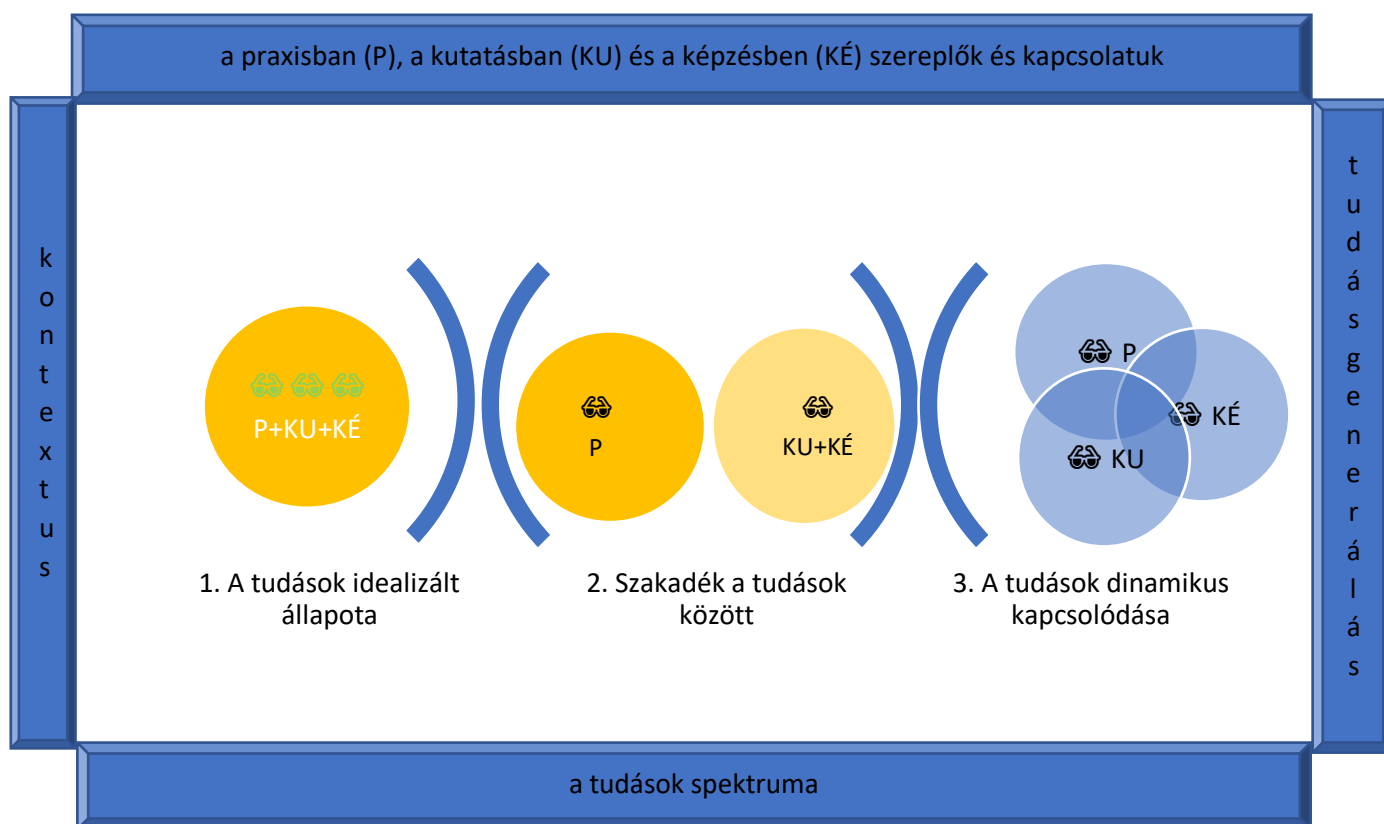 a praxisban (P), a kutatásban (KU) és a képzésben (KÉ) szereplők és kapcsolatuk
kontextus
P+KU+KÉ
1. A tudások idealizált
állapota
P
KU+KÉ
2. Szakadék a tudások
között
P
KÉ
KU
3. A tudások dinamikus
kapcsolódása
tudásgenerálás
a tudások spektruma